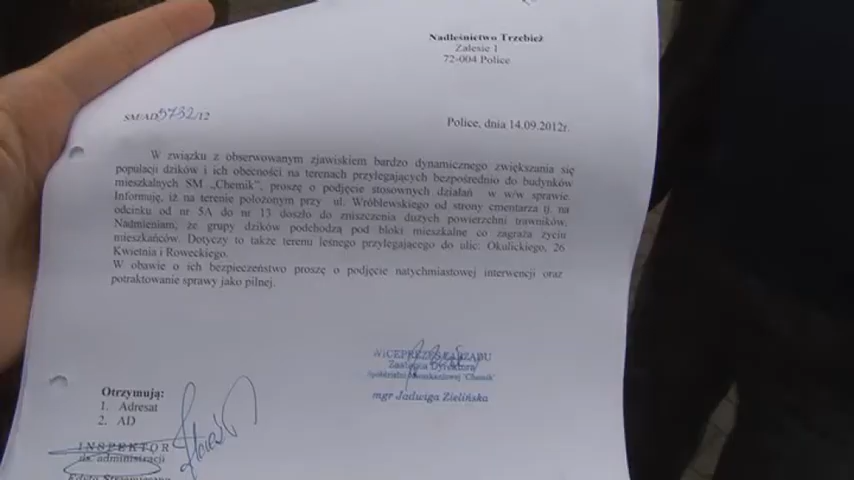 Nadleśnictwo Trzebież
Zalesie 1
72-004 Police
SM/AD/5732/12
Police, dnia 14.09.2012r.
W związku z obserwowanym zjawiskiem bardzo dynamicznego zwiększania się
populacji dzików i ich obecności na terenach przylegających bezpośrednio do budynków
mieszkalnych SM „Chemik”, proszę o podjęcie stosownych działań w w/w sprawie.
Informuję, iż na terenie położonym przy ul. Wróblewskiego od strony cmentarza tj. na
odcinku od nr 5A do nr 13 doszło do zniszczenia dużych powierzchni trawników.
Nadmieniam, że grupy dzików podchodzą pod bloki mieszkalne co zagraża życiu
mieszkańców. Dotyczy to także terenu leśnego przylegającego do ulic: Okulickiego, 26
Kwietnia i Roweckiego.
W obawie o ich bezpieczeństwo proszę o podjęcie natychmiastowej interwencji oraz
potraktowanie sprawy jako pilnej.
WICEPREZES ZARZĄDU
Zastępca Dyrektora
Spółdzielni Mieszkaniowej "Chemik"
mgr Jadwiga Zielińska
Otrzymują:
1. Adresat
2. AD
INSPEKTOR
ds. administracji
Edyta